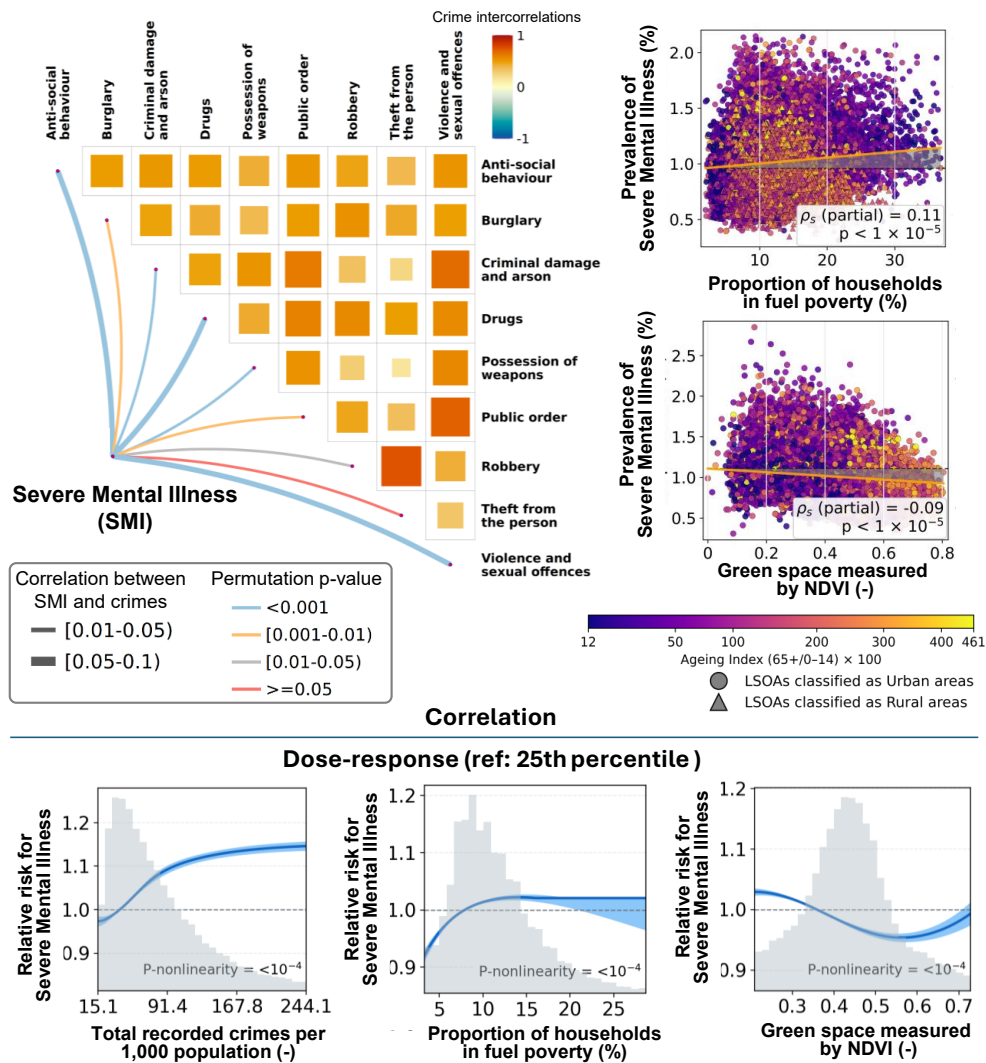 Crime intercorrelations
1
0
-1
Anti-social
behaviour
Burglary
Criminal damage
and arson
Drugs
Possession of
weapons
Public order
Robbery
Theft from
the person
Violence and
sexual offences
Anti-social
behaviour
Burglary
Criminal damage
and arson
Drugs
Possession of
weapons
Public order
Robbery
Theft from
the person
Violence and
sexual offences
Severe Mental Illness
(SMI)
Correlation between
SMI and crimes
[0.01-0.05)
[0.05-0.1)
Permutation p-value
<0.001
[0.001-0.01)
[0.01-0.05)
>=0.05
Prevalence of
Severe Mental Illness (%)
2.0
1.5
1.0
0.5
ρs (partial) = 0.11
p < 1 × 10⁻⁵
10 20 30
Proportion of households
in fuel poverty (%)
Prevalence of
Severe Mental Illness (%)
2.5
2.0
1.5
1.0
0.5
ρs (partial) = -0.09
p < 1 × 10⁻⁵
0 0.2 0.4 0.6 0.8
Green space measured
by NDVI (-)
12 50 100 200 300 400 461
Ageing Index (65+/0–14) × 100
LSOAs classified as Urban areas
LSOAs classified as Rural areas
Correlation
Dose-response (ref: 25th percentile )
Relative risk for
Severe Mental Illness
1.2
1.1
1.0
0.9
P-nonlinearity = <10⁻⁴
15.1 91.4 167.8 244.1
Total recorded crimes per
1,000 population (-)
Relative risk for
Severe Mental Illness
1.2
1.1
1.0
0.9
P-nonlinearity = <10⁻⁴
5 10 15 20 25
Proportion of households
in fuel poverty (%)
Relative risk for
Severe Mental Illness
1.2
1.1
1.0
0.9
P-nonlinearity = <10⁻⁴
0.3 0.4 0.5 0.6 0.7
Green space measured
by NDVI (-)